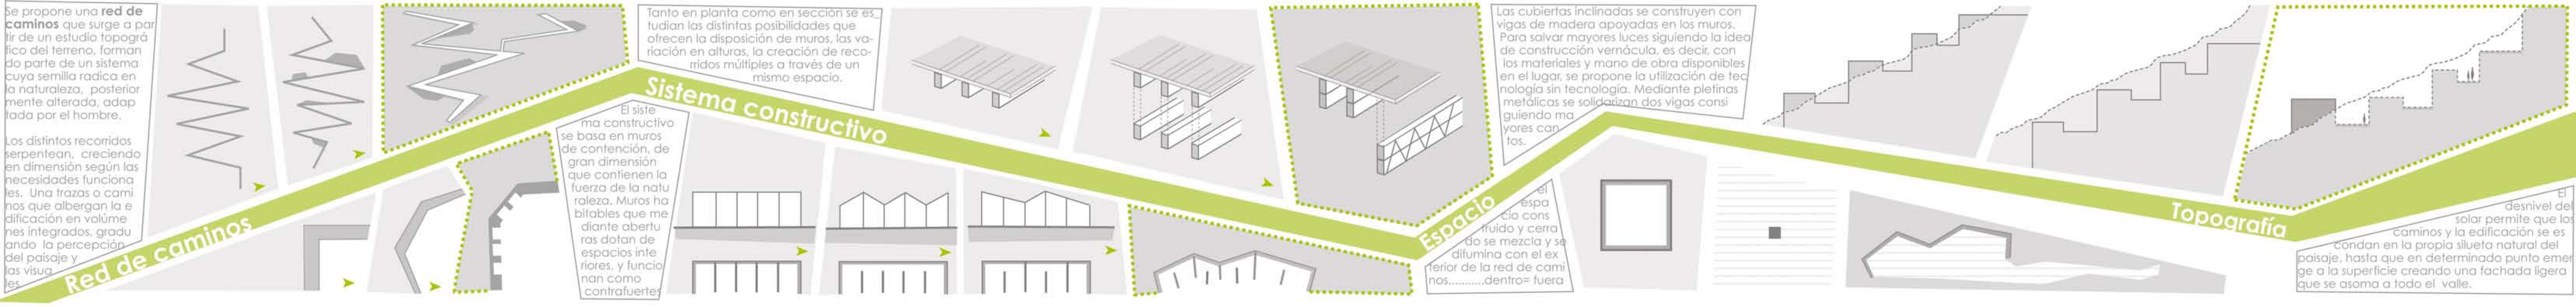 Se propone una red de
caminos que surge a par
tir de un estudio topográ
fico del terreno, forman
do parte de un sistema
cuya semilla radica en
la naturaleza, posterior
mente alterada, adap
tada por el hombre.
Los distintos recorridos
serpentean, creciendo
en dimensión según las
necesidades funciona
les. Una trazas o cami
nos que albergan la e
dificación en volúme
nes integrados, gradu
ando la percepción
del paisaje y
las visua
les
Red de caminos
El siste
ma constructivo
se basa en muros
de contención, de
gran dimensión
que contienen la
fuerza de la natu
raleza. Muros ha
bitables que me
diante abertu
ras dotan de
espacios inte
riores, y funcio
nan como
contrafuertes
Tanto en planta como en sección se es_
tudian las distintas posibilidades que
ofrecen la disposición de muros, las va-
riación en alturas, la creación de reco-
rridos múltiples a través de un
mismo espacio.
Sistema constructivo
Las cubiertas inclinadas se construyen con
vigas de madera apoyadas en los muros.
Para salvar mayores luces siguiendo la idea
de construcción vernácula, es decir, con
los materiales y mano de obra disponibles
en el lugar, se propone la utilización de tec
nología sin tecnología. Mediante pletinas
metálicas se solidarizan dos vigas consi
guiendo ma
yores can
tos.
Espacio
el
espa
cio cons
truido y cerra
do se mezcla y se
difumina con el ex
terior de la red de cami
nos..........dentro= fuera
Topografía
El
desnivel del
solar permite que los
caminos y la edificación se es
condan en la propia silueta natural del
paisaje, hasta que en determinado punto emer
ge a la superficie creando una fachada ligera
que se asoma a todo el valle.